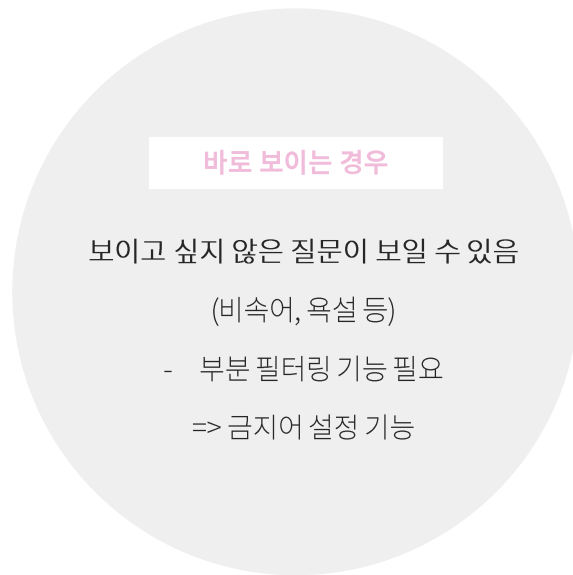 바로 보이는 경우
보이고 싶지 않은 질문이 보일 수 있음
(비속어, 욕설 등)
- 부분 필터링 기능 필요
=> 금지어 설정 기능